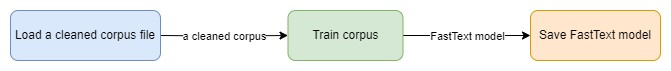 Load a cleaned corpus file
a cleaned corpus
Train corpus
FastText model
Save FastText model